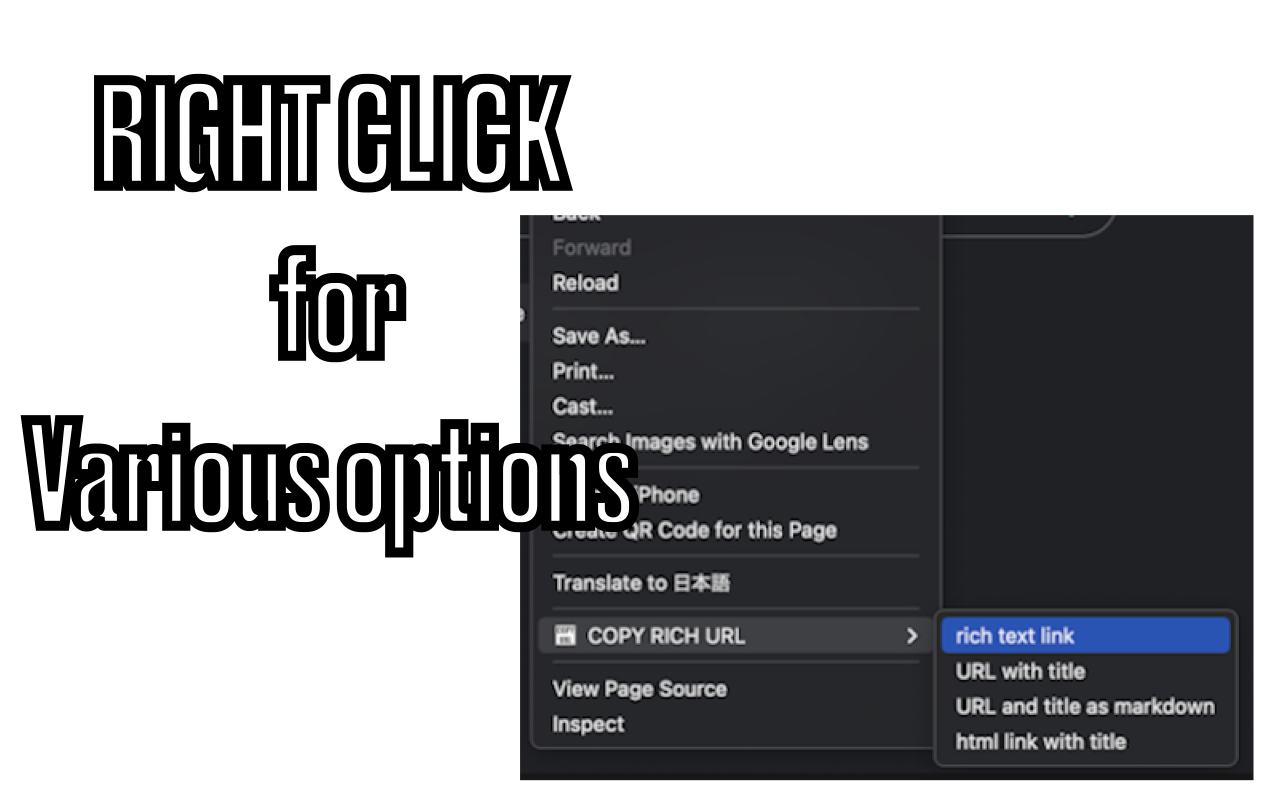 RIGHT CLICK
for
Various options
Back
Forward
Reload
Save As...
Print...
Cast...
Search Images with Google Lens
iPhone
Create QR Code for this Page
Translate to 日本語
COPY RICH URL
View Page Source
Inspect
rich text link
URL with title
URL and title as markdown
html link with title